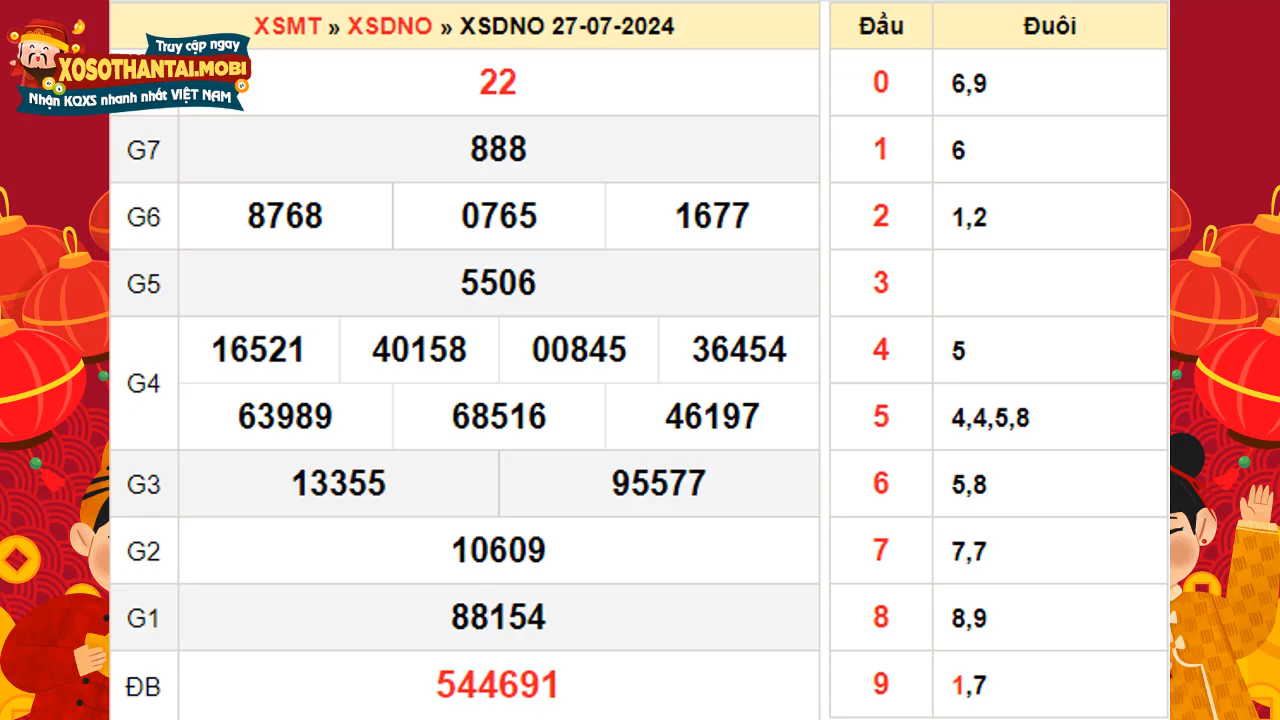 Truy cập ngay
XOSOTHANTAI.MOBI
Nhận KQXS nhanh nhất VIỆT NAM
XSMT » XSDNO » XSDNO 27-07-2024
22
G7 888
G6 8768 0765 1677
G5 5506
G4 16521 40158 00845 36454
63989 68516 46197
G3 13355 95577
G2 10609
G1 88154
ĐB 544691
Đầu Đuôi
0 6,9
1 6
2 1,2
3
4 5
5 4,4,5,8
6 5,8
7 7,7
8 8,9
9 1,7